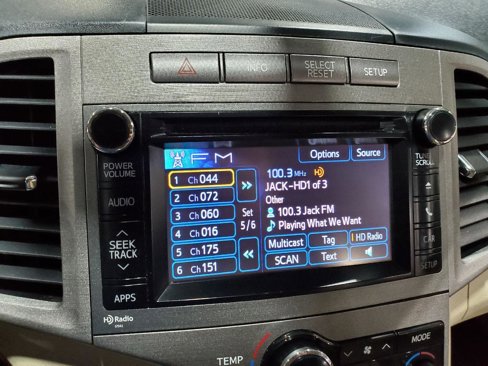 INFO
SELECT
RESET
SETUP
POWER
VOLUME
AUDIO
SEEK
TRACK
APPS
HD Radio
FM
Options
Source
1 Ch 044
2 Ch 072
3 Ch 060
4 Ch 016
5 Ch 175
6 Ch 151
Set
5/6
100.3 MHz HD
JACK-HD1 of 3
Other
100.3 Jack FM
Playing What We Want
Multicast
Tag
HD Radio
SCAN
Text
TUNE
SCROLL
CAR
SETUP
TEMP
MODE